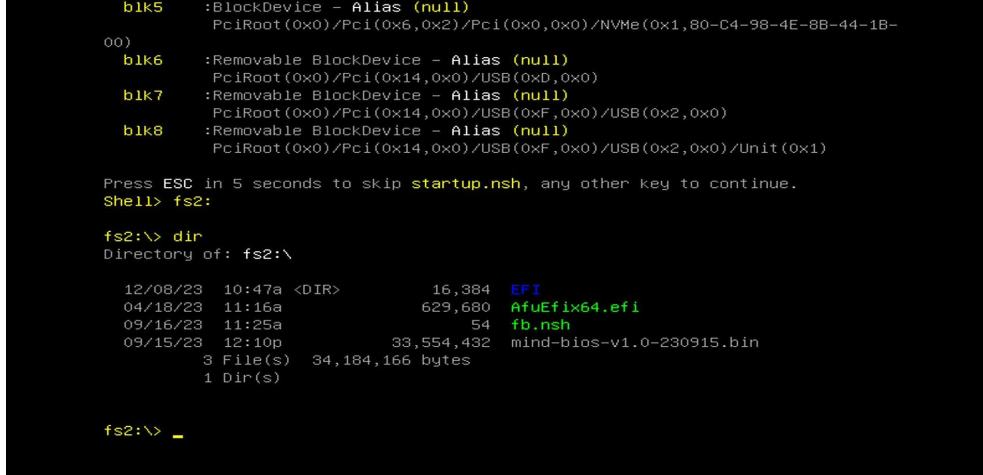 blk5 :BlockDevice - Alias (null)
PciRoot(0x0)/Pci(0x6,0x2)/Pci(0x0,0x0)/NVMe(0x1,80-C4-98-4E-8B-44-1B-
00)
blk6 :Removable BlockDevice - Alias (null)
PciRoot(0x0)/Pci(0x14,0x0)/USB(0xD,0x0)
blk7 :Removable BlockDevice - Alias (null)
PciRoot(0x0)/Pci(0x14,0x0)/USB(0xF,0x0)/USB(0x2,0x0)
blk8 :Removable BlockDevice - Alias (null)
PciRoot(0x0)/Pci(0x14,0x0)/USB(0xF,0x0)/USB(0x2,0x0)/Unit(0x1)
Press ESC in 5 seconds to skip startup.nsh, any other key to continue.
Shell> fs2:
fs2:\> dir
Directory of: fs2:\
12/08/23 10:47a <DIR> 16,384 EFI
04/18/23 11:16a 629,680 AfuEfix64.efi
09/16/23 11:25a 54 fb.nsh
09/15/23 12:10p 33,554,432 mind-bios-v1.0-230915.bin
3 File(s) 34,184,166 bytes
1 Dir(s)
fs2:\> _